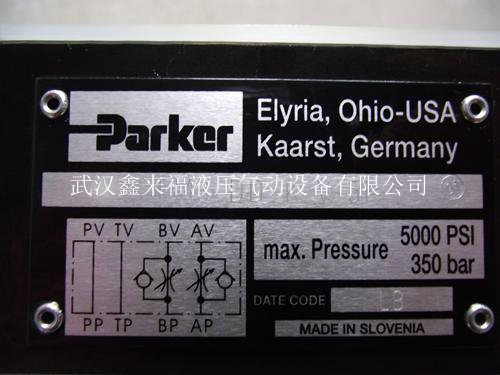 Parker
Elyria, Ohio-USA
Kaarst, Germany
武汉鑫来福液压气动设备有限公司
PV TV BV AV
PP TP BP AP
max. Pressure
5000 PSI
350 bar
DATE CODE L3
MADE IN SLOVENIA